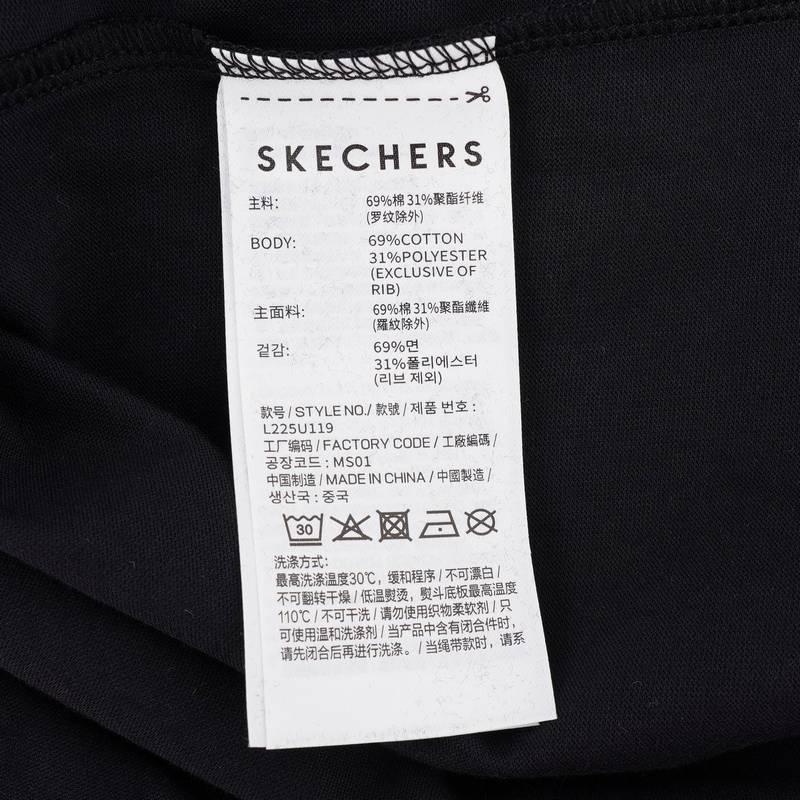 SKECHERS
主料: 69%棉 31%聚酯纤维
(罗纹除外)
BODY: 69%COTTON
31%POLYESTER
(EXCLUSIVE OF
RIB)
主面料: 69%棉 31%聚酯纖維
(羅紋除外)
겉감: 69%면
31%폴리에스터
(리브 제외)
款号 / STYLE NO./ 款號 / 제품 번호 :
L225U119
工厂编码 / FACTORY CODE / 工廠編碼 /
공장코드 : MS01
中国制造 / MADE IN CHINA / 中國製造 /
생산국 : 중국
30
洗涤方式:
最高洗涤温度30℃, 缓和程序 / 不可漂白 /
不可翻转干燥 / 低温熨烫, 熨斗底板最高温度
110℃ / 不可干洗 / 请勿使用织物柔软剂 / 只
可使用温和洗涤剂 / 当产品中含有闭合件时,
请先闭合后再进行洗涤。/ 当绳带款时, 请系